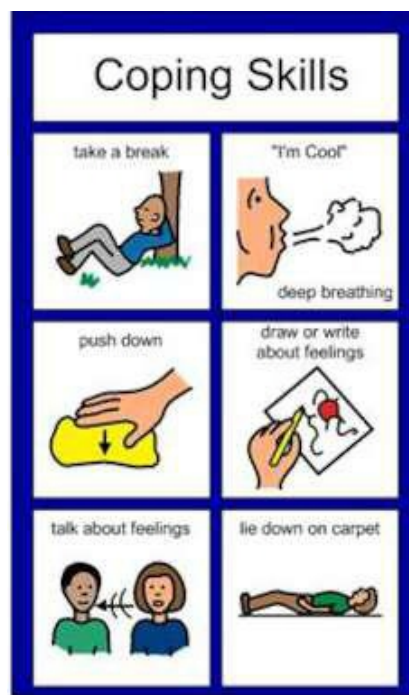 Coping Skills
take a break
"I'm Cool"
deep breathing
push down
draw or write
about feelings
talk about feelings
lie down on carpet